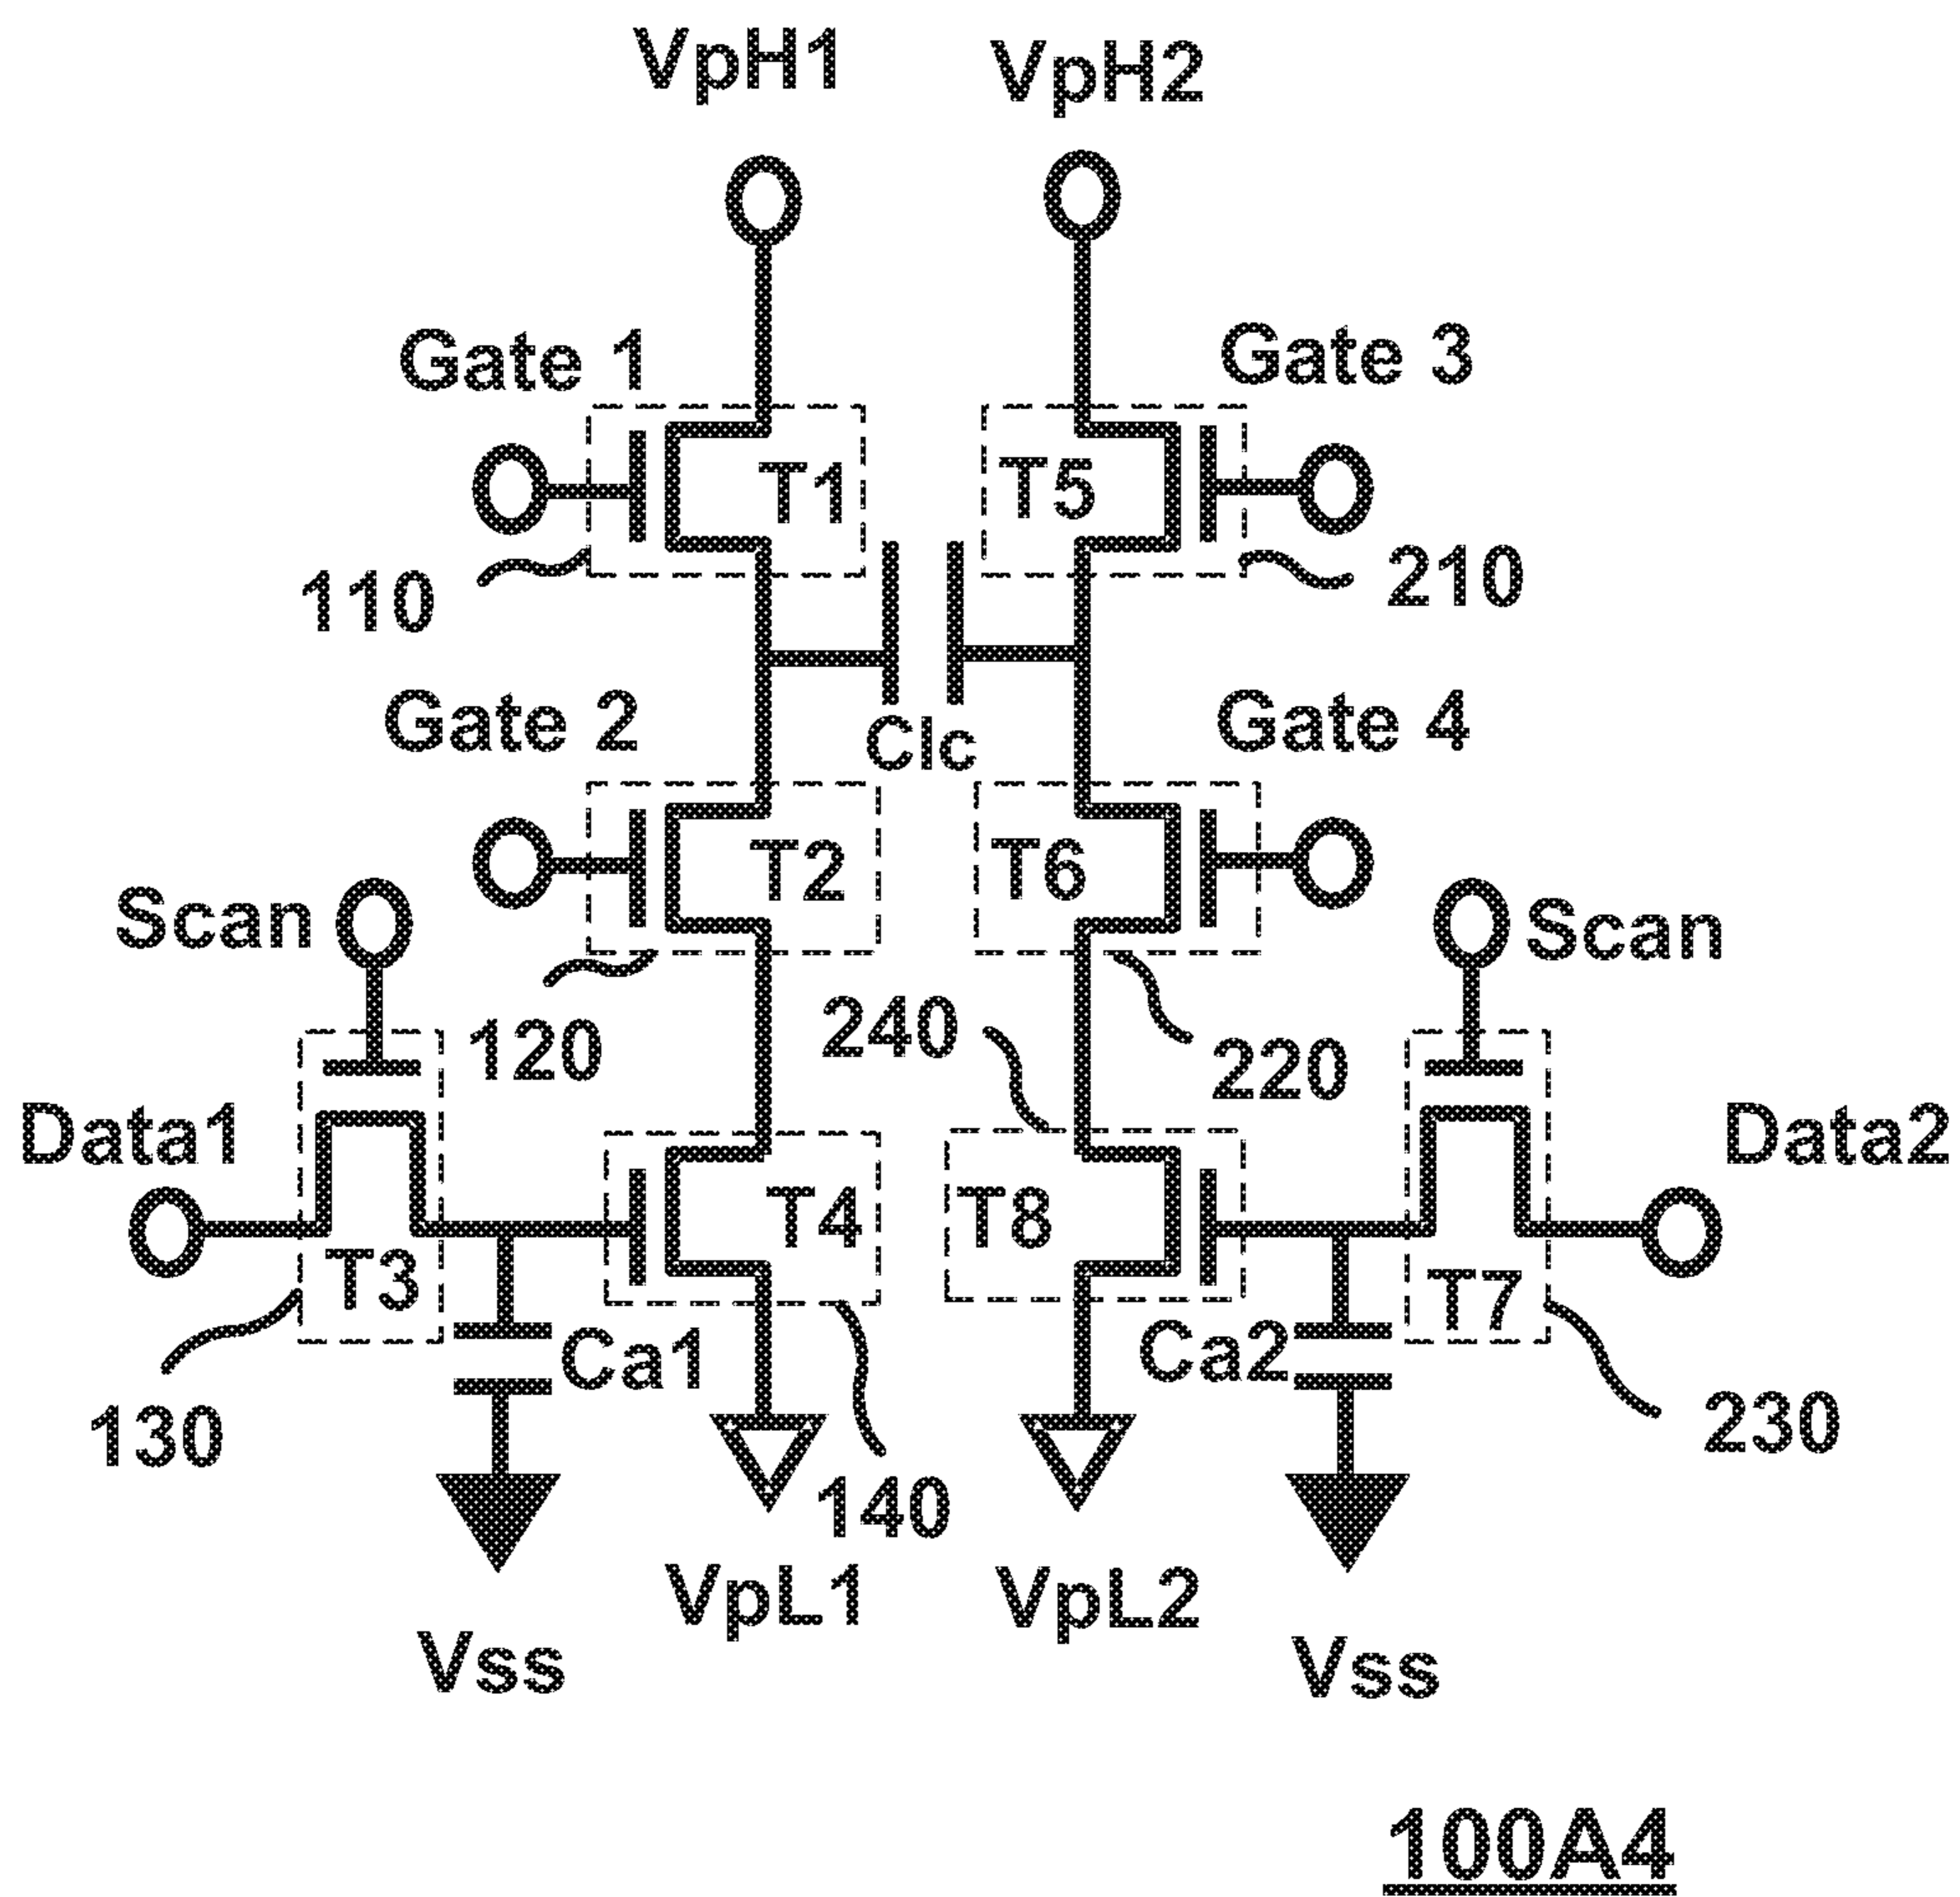 VpH1
VpH2
Gate 1
Gate 3
T1
T5
110
210
Gate 2
Clc
Gate 4
T2
T6
Scan
Scan
120
240
220
Data1
Data2
T4
T8
T3
T7
Ca1
Ca2
130
140
230
VpL1
VpL2
Vss
Vss
100A4